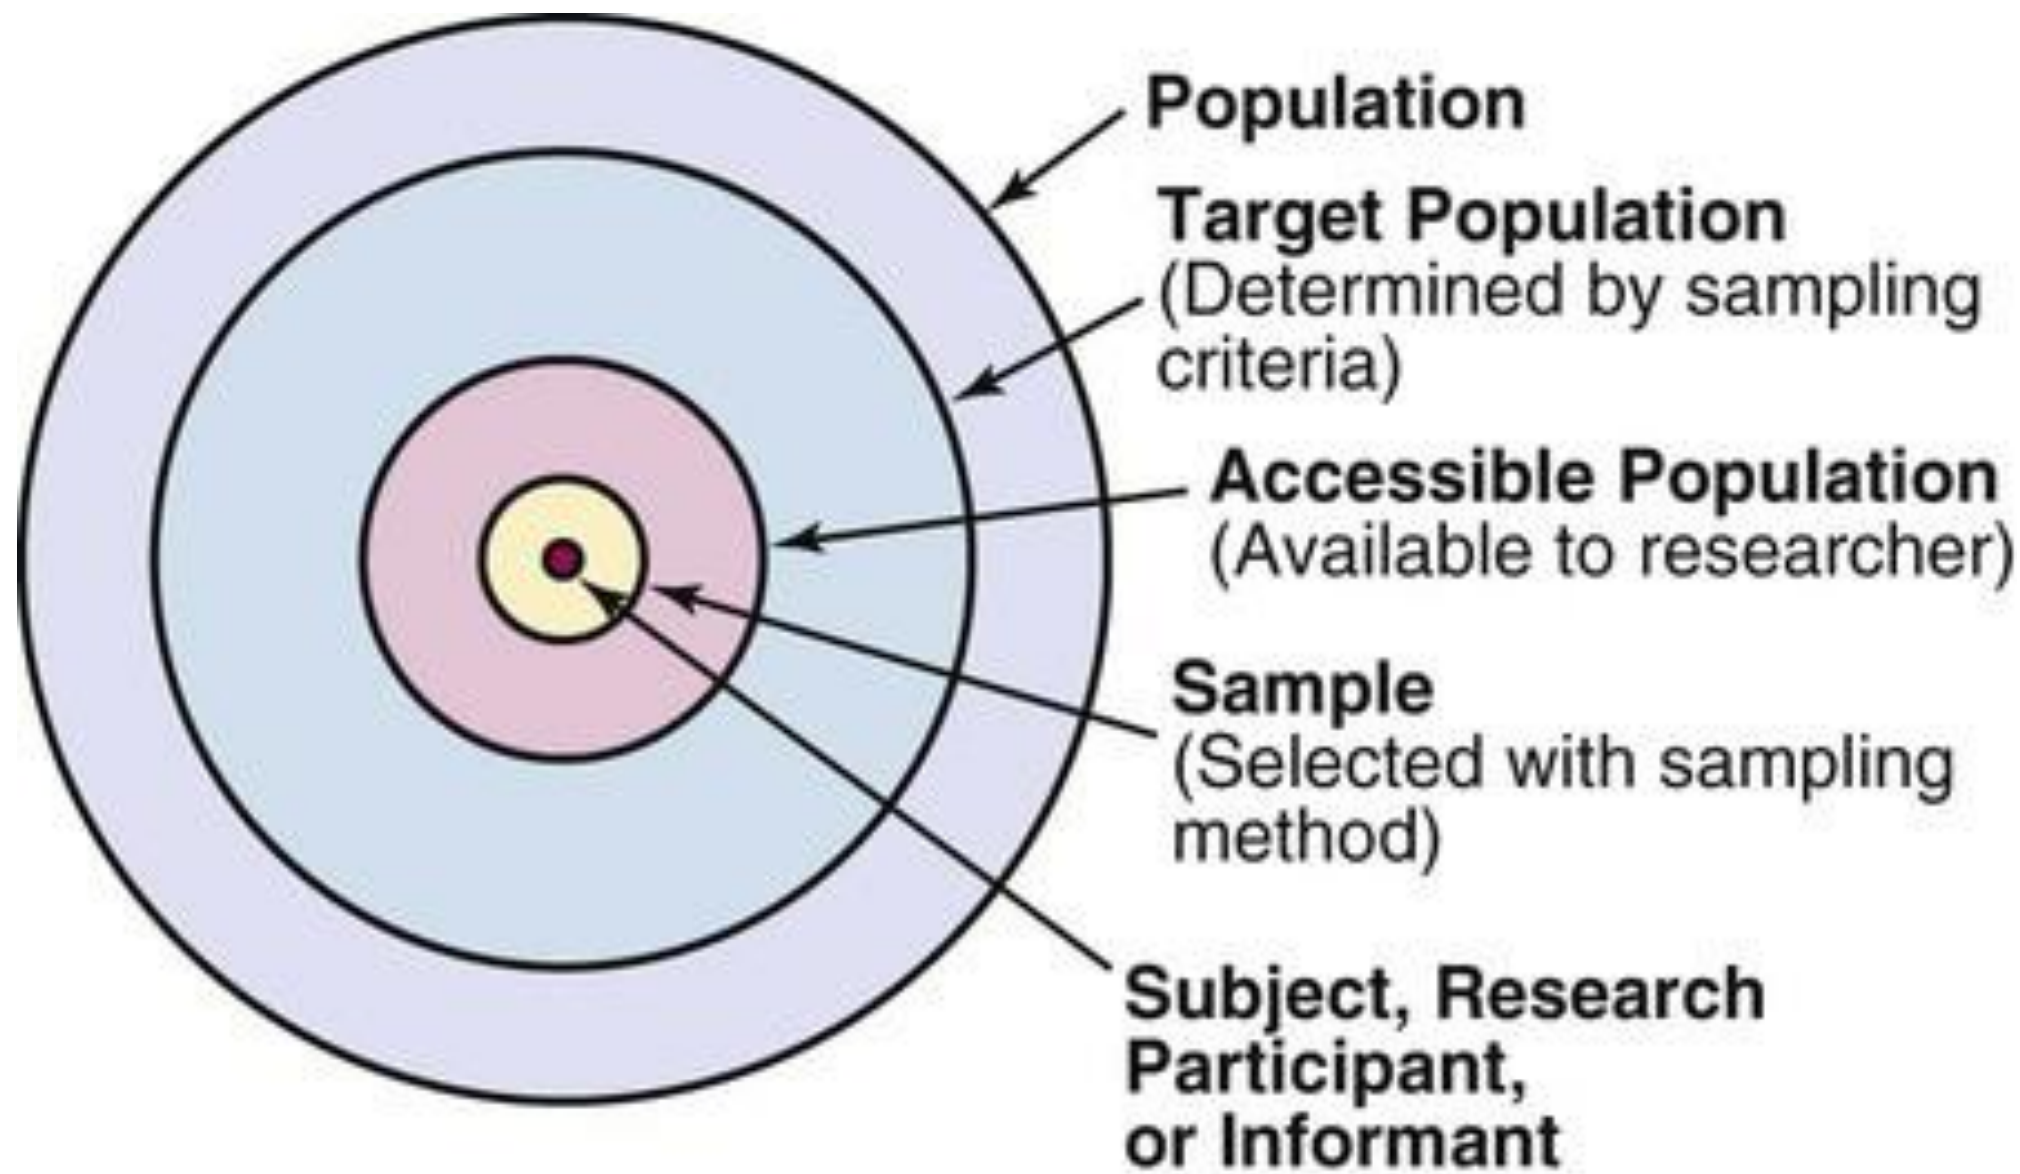 Population
Target Population
(Determined by sampling
criteria)
Accessible Population
(Available to researcher)
Sample
(Selected with sampling
method)
Subject, Research
Participant,
or Informant